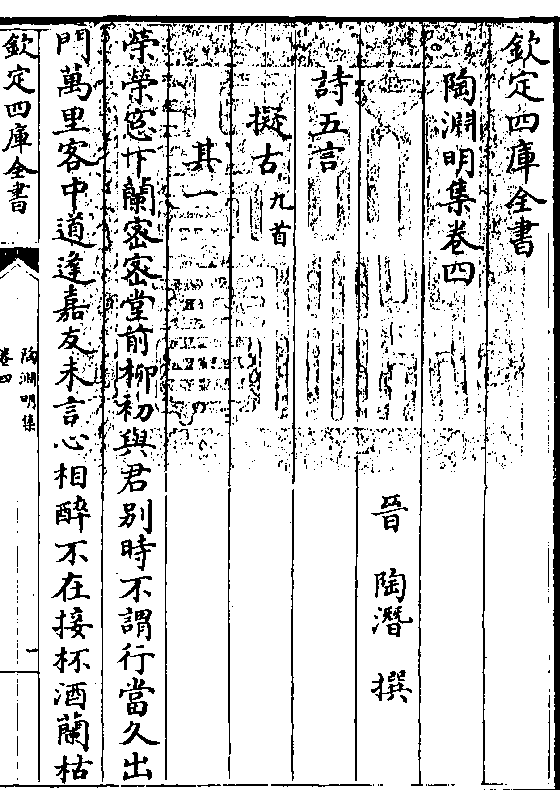 欽定四庫全書
陶淵明集卷四
晉 陶潛 撰
詩五言
擬古九首
其一
榮榮窓下蘭密密堂前柳初與君別時不謂行當久出
門萬里客中道逢嘉友未言心相醉不在接杯酒蘭枯
欽定四庫全書
陶淵明集
卷四
一